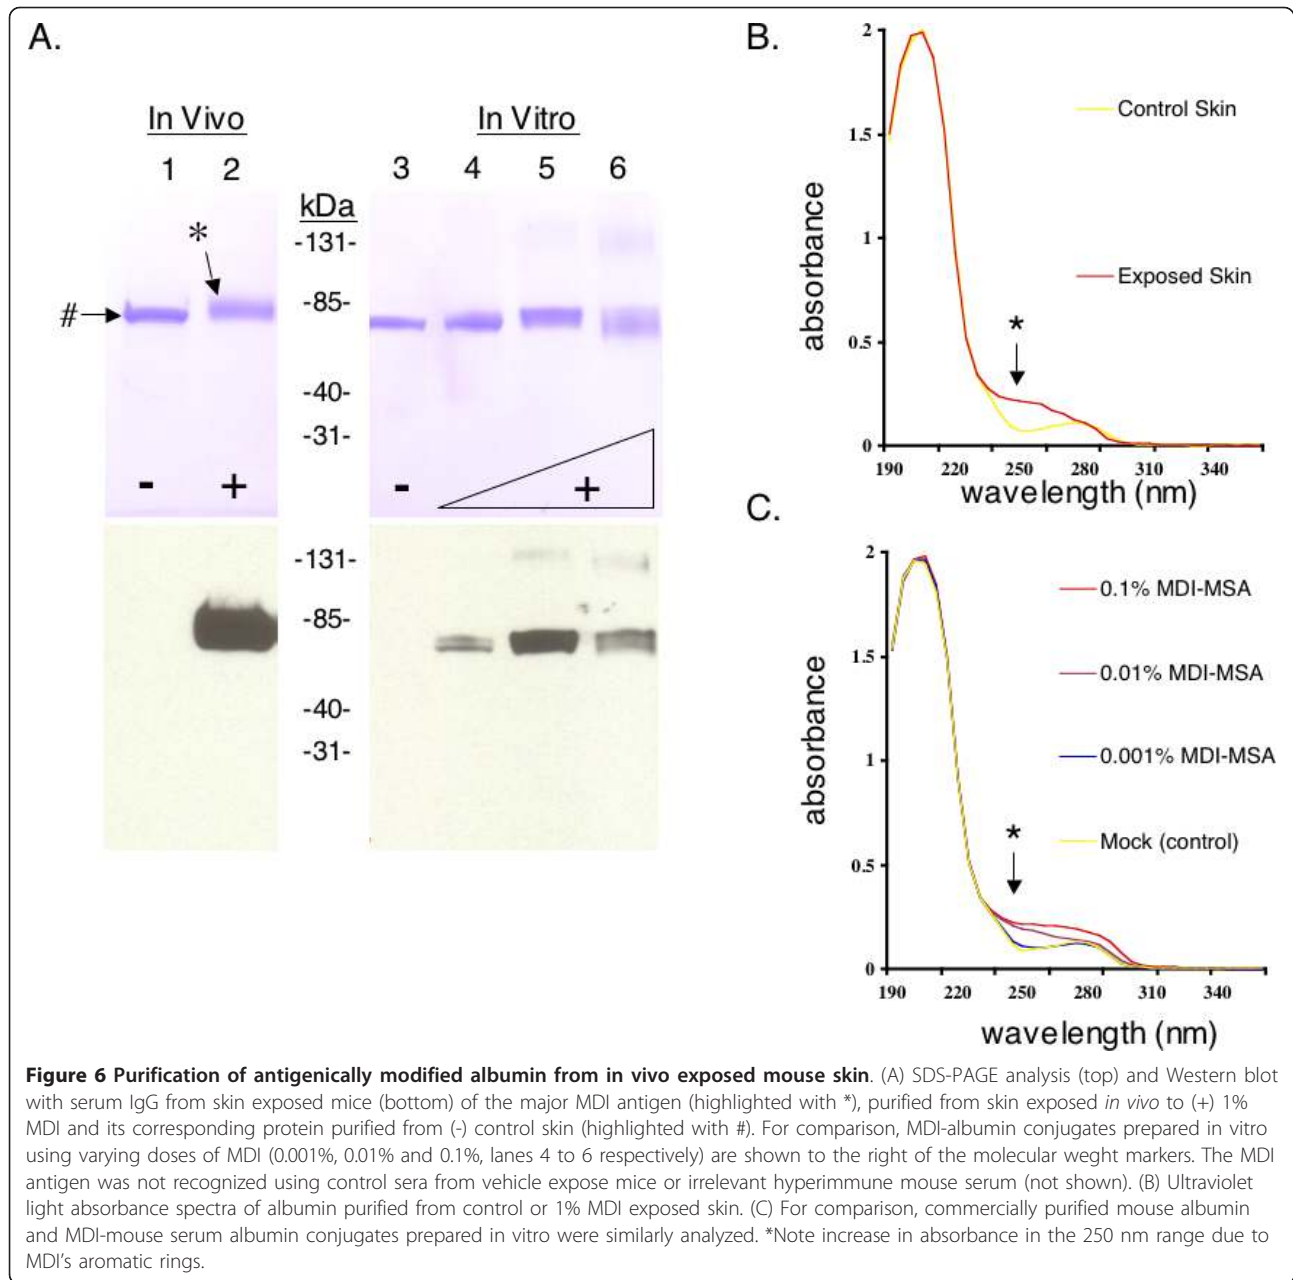 A.
In Vivo
In Vitro
1 2
3 4 5 6
kDa
*
-131-
-85-
#
-40-
-31-
- +
- +
-131-
-85-
-40-
-31-
B.
2
1.5
1
0.5
0
absorbance
Control Skin
Exposed Skin
*
190 220 250 280 310 340
wavelength (nm)
C.
2
1.5
1
0.5
0
absorbance
0.1% MDI-MSA
0.01% MDI-MSA
0.001% MDI-MSA
Mock (control)
*
190 220 250 280 310 340
wavelength (nm)
Figure 6 Purification of antigenically modified albumin from in vivo exposed mouse skin. (A) SDS-PAGE analysis (top) and Western blot
with serum IgG from skin exposed mice (bottom) of the major MDI antigen (highlighted with *), purified from skin exposed in vivo to (+) 1%
MDI and its corresponding protein purified from (-) control skin (highlighted with #). For comparison, MDI-albumin conjugates prepared in vitro
using varying doses of MDI (0.001%, 0.01% and 0.1%, lanes 4 to 6 respectively) are shown to the right of the molecular weght markers. The MDI
antigen was not recognized using control sera from vehicle expose mice or irrelevant hyperimmune mouse serum (not shown). (B) Ultraviolet
light absorbance spectra of albumin purified from control or 1% MDI exposed skin. (C) For comparison, commercially purified mouse albumin
and MDI-mouse serum albumin conjugates prepared in vitro were similarly analyzed. *Note increase in absorbance in the 250 nm range due to
MDI's aromatic rings.